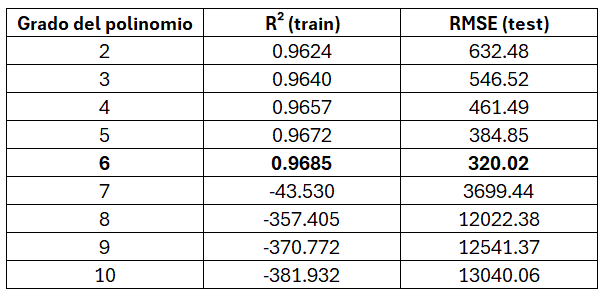 Grado del polinomio R² (train) RMSE (test)
2 0.9624 632.48
3 0.9640 546.52
4 0.9657 461.49
5 0.9672 384.85
6 0.9685 320.02
7 -43.530 3699.44
8 -357.405 12022.38
9 -370.772 12541.37
10 -381.932 13040.06